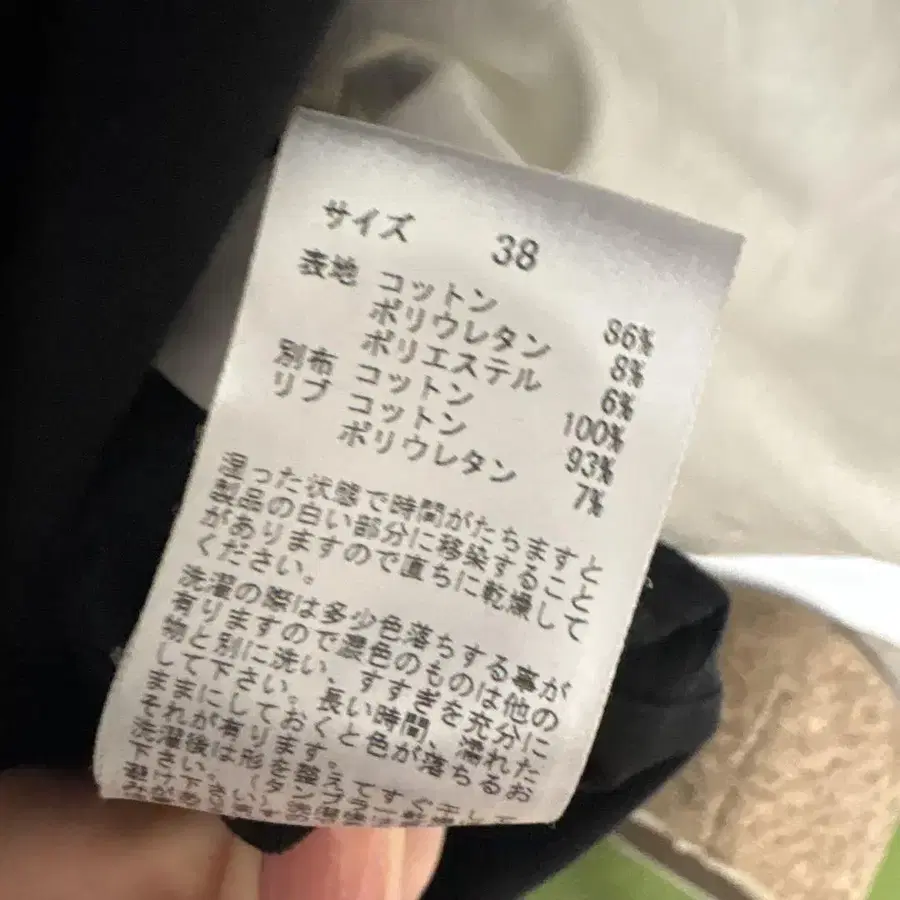 サイズ 38
表地 コットン 86%
ポリウレタン 8%
ポリエステル 6%
別布 コットン 100%
リブ コットン 93%
ポリウレタン 7%
湿った状態で時間がたちますと
製品の白い部分に移染すること
がありますので直ちに乾燥して
ください。
洗濯の際は多少色落ちする事が
有りますので濃色のものは他の
物と別に洗い、すすぎを充分に
して下さい。長い時間、濡れた
ままにしておくと色が落ちるお
それが有ります。
洗濯後は形を
下さい。